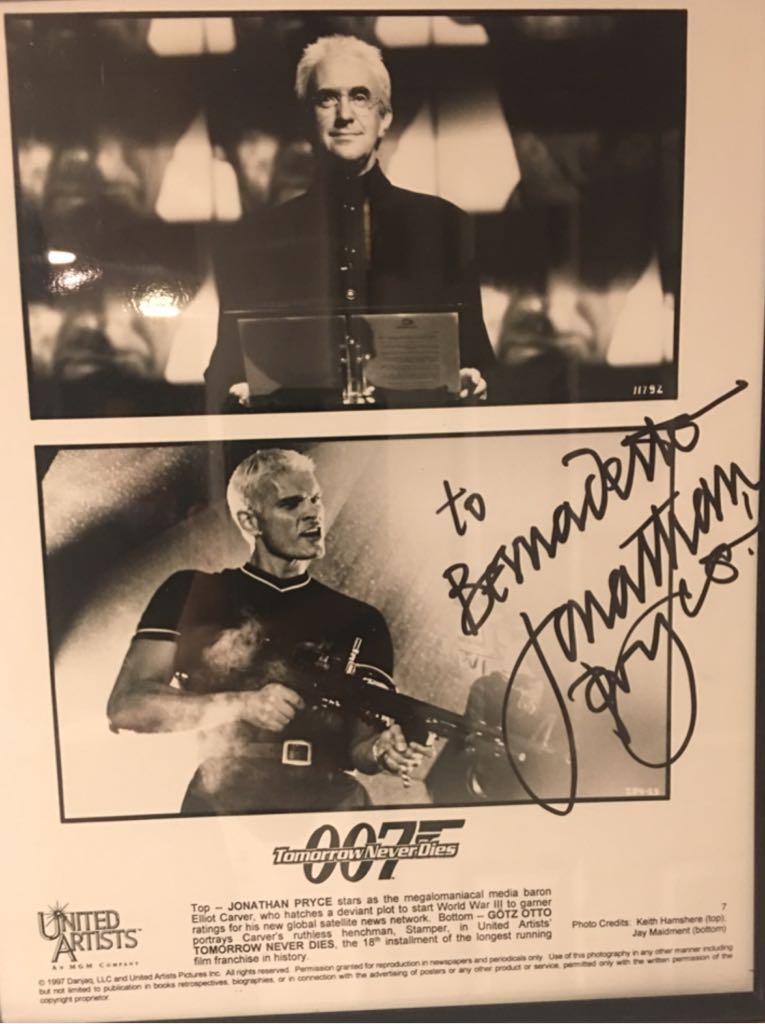 11792
to
Bernadette
Jonathan
Pryce.
007
Tomorrow Never Dies
UNITED
ARTISTS
AN MGM COMPANY
Top – JONATHAN PRYCE stars as the megalomaniacal media baron
Elliot Carver, who hatches a deviant plot to start World War III to garner
ratings for his new global satellite news network. Bottom – GÖTZ OTTO
portrays Carver's ruthless henchman, Stamper, in United Artists'
TOMORROW NEVER DIES, the 18th installment of the longest running
film franchise in history.
7
Photo Credits: Keith Hamshere (top),
Jay Maidment (bottom)
© 1997 Danjaq, LLC and United Artists Pictures Inc. All rights reserved. Permission granted for reproduction in newspapers and periodicals only. Use of this photography in any other manner including
but not limited to publication in books retrospectives, biographies, or in connection with the advertising of posters or any other product or service, permitted only with the written permission of the
copyright proprietor.